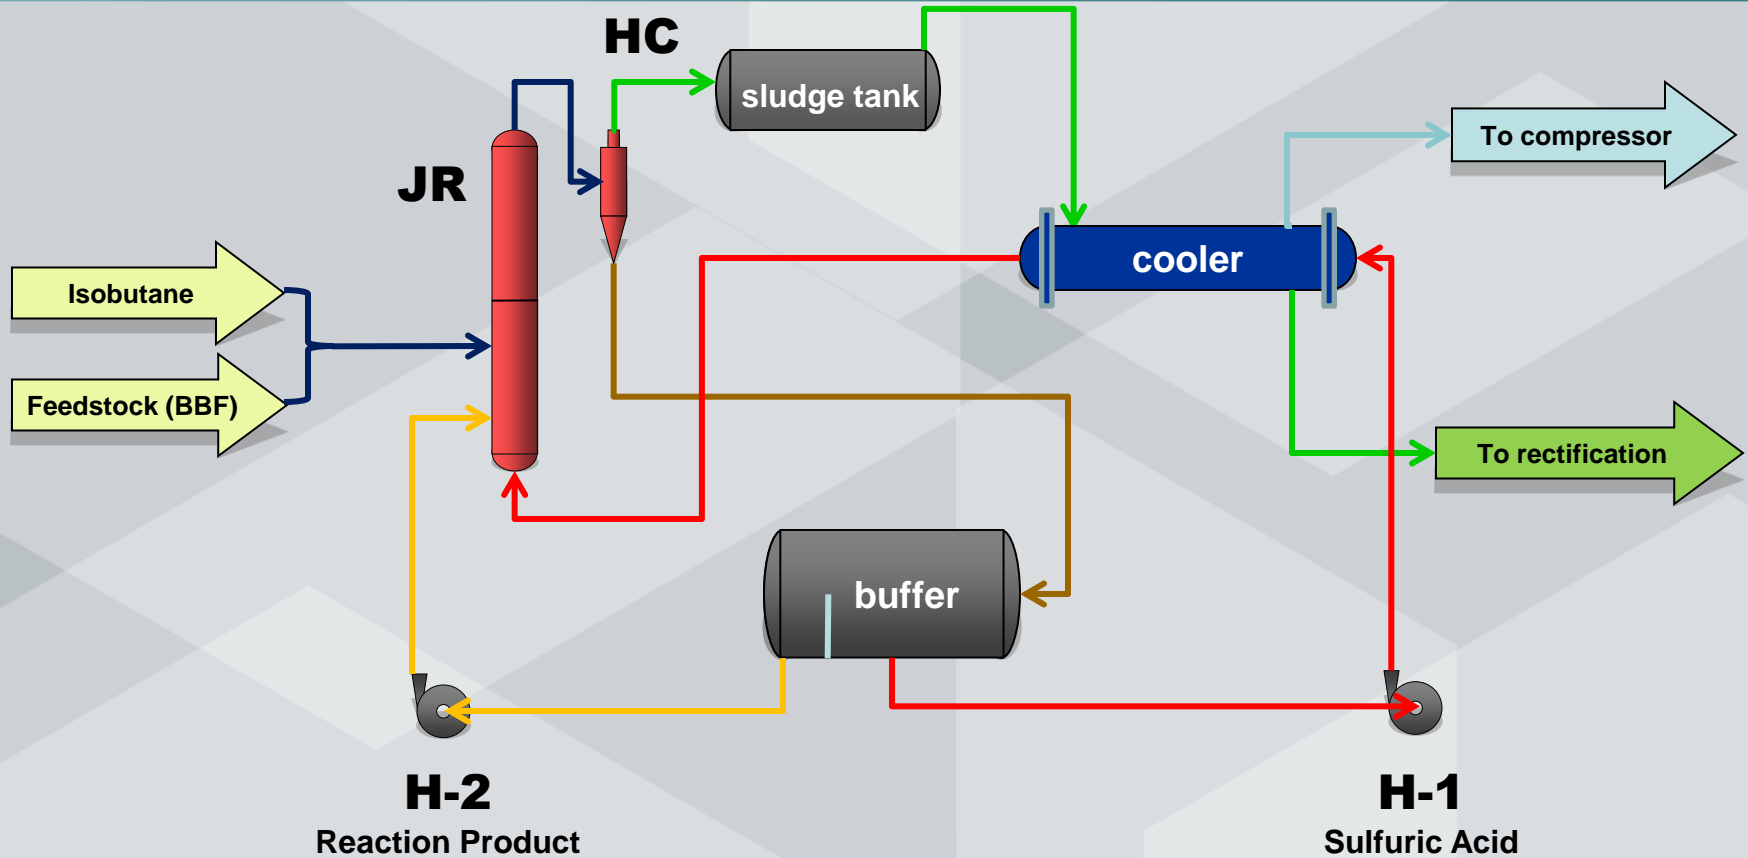 HC
sludge tank
To compressor
JR
cooler
Isobutane
Feedstock (BBF)
To rectification
buffer
H-2
Reaction Product
H-1
Sulfuric Acid